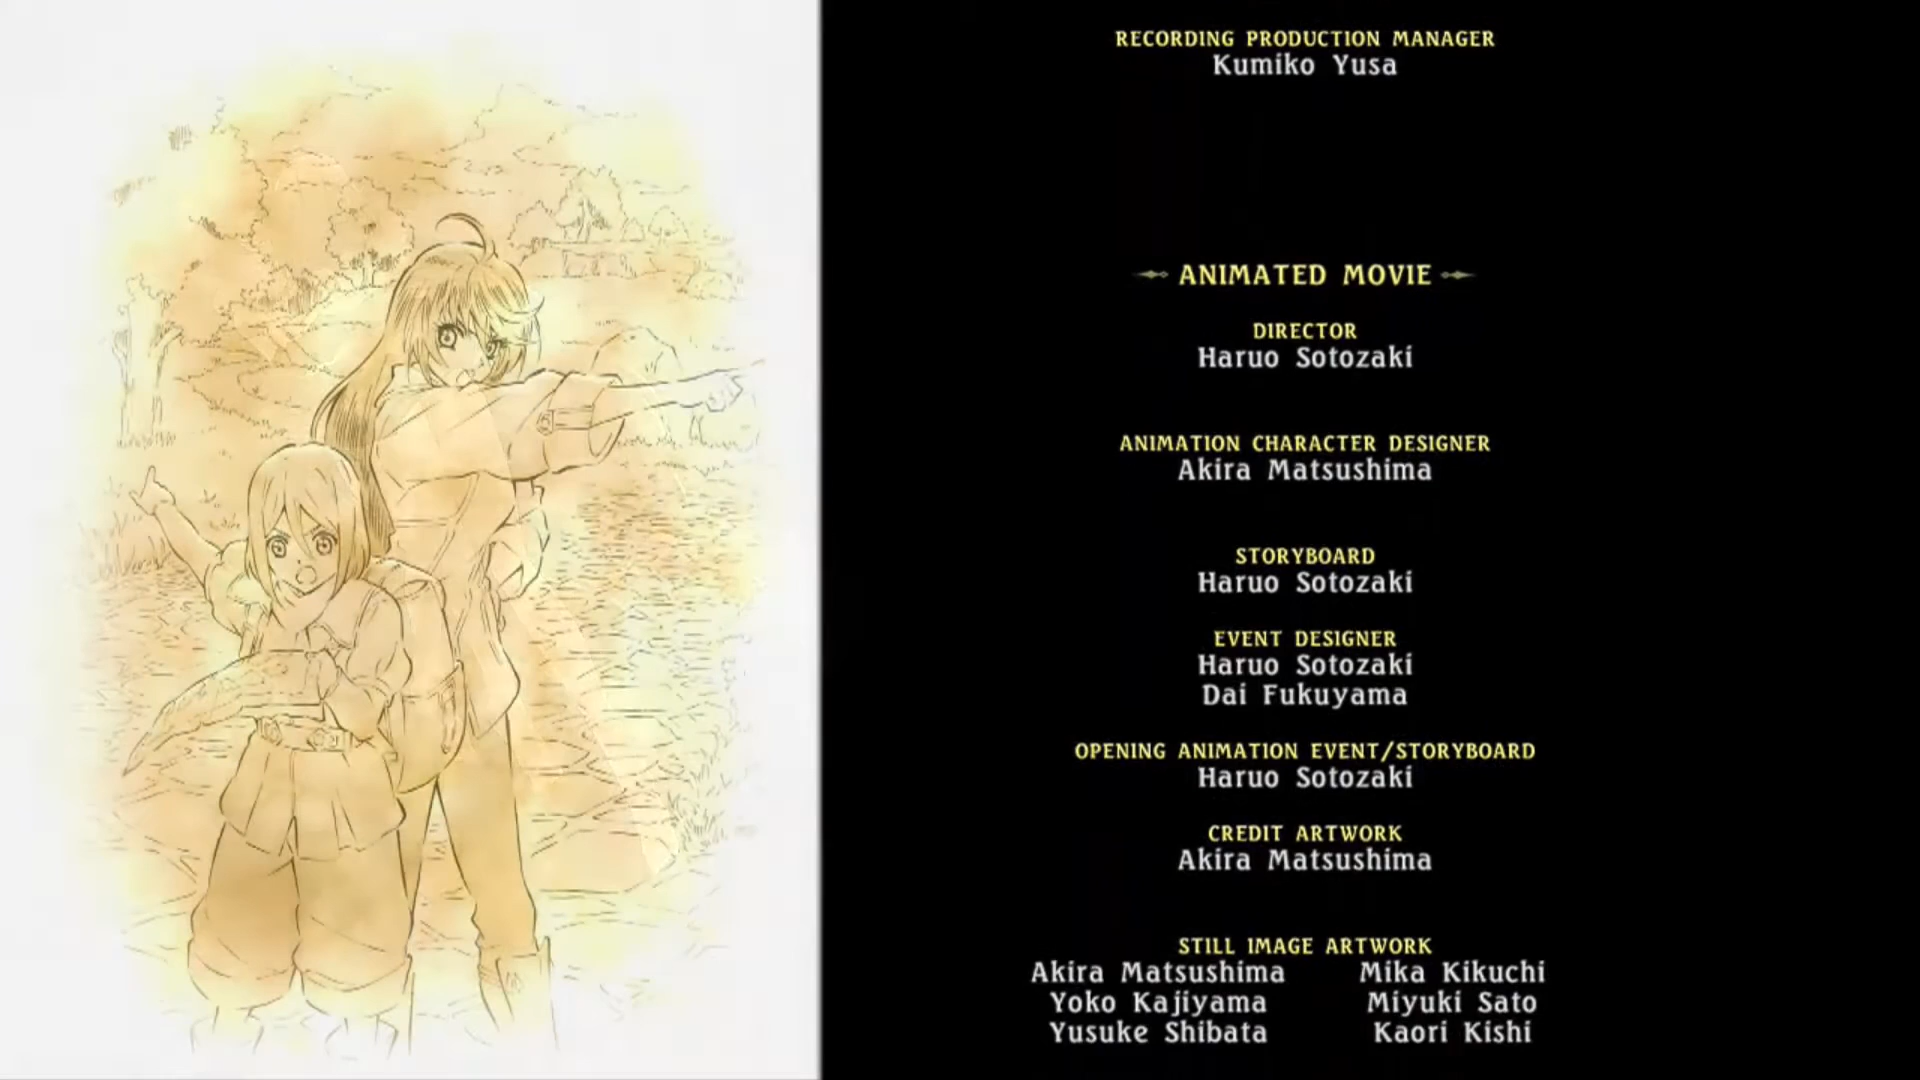 RECORDING PRODUCTION MANAGER
Kumiko Yusa
ANIMATED MOVIE
DIRECTOR
Haruo Sotozaki
ANIMATION CHARACTER DESIGNER
Akira Matsushima
STORYBOARD
Haruo Sotozaki
EVENT DESIGNER
Haruo Sotozaki
Dai Fukuyama
OPENING ANIMATION EVENT/STORYBOARD
Haruo Sotozaki
CREDIT ARTWORK
Akira Matsushima
STILL IMAGE ARTWORK
Akira Matsushima Mika Kikuchi
Yoko Kajiyama Miyuki Sato
Yusuke Shibata Kaori Kishi